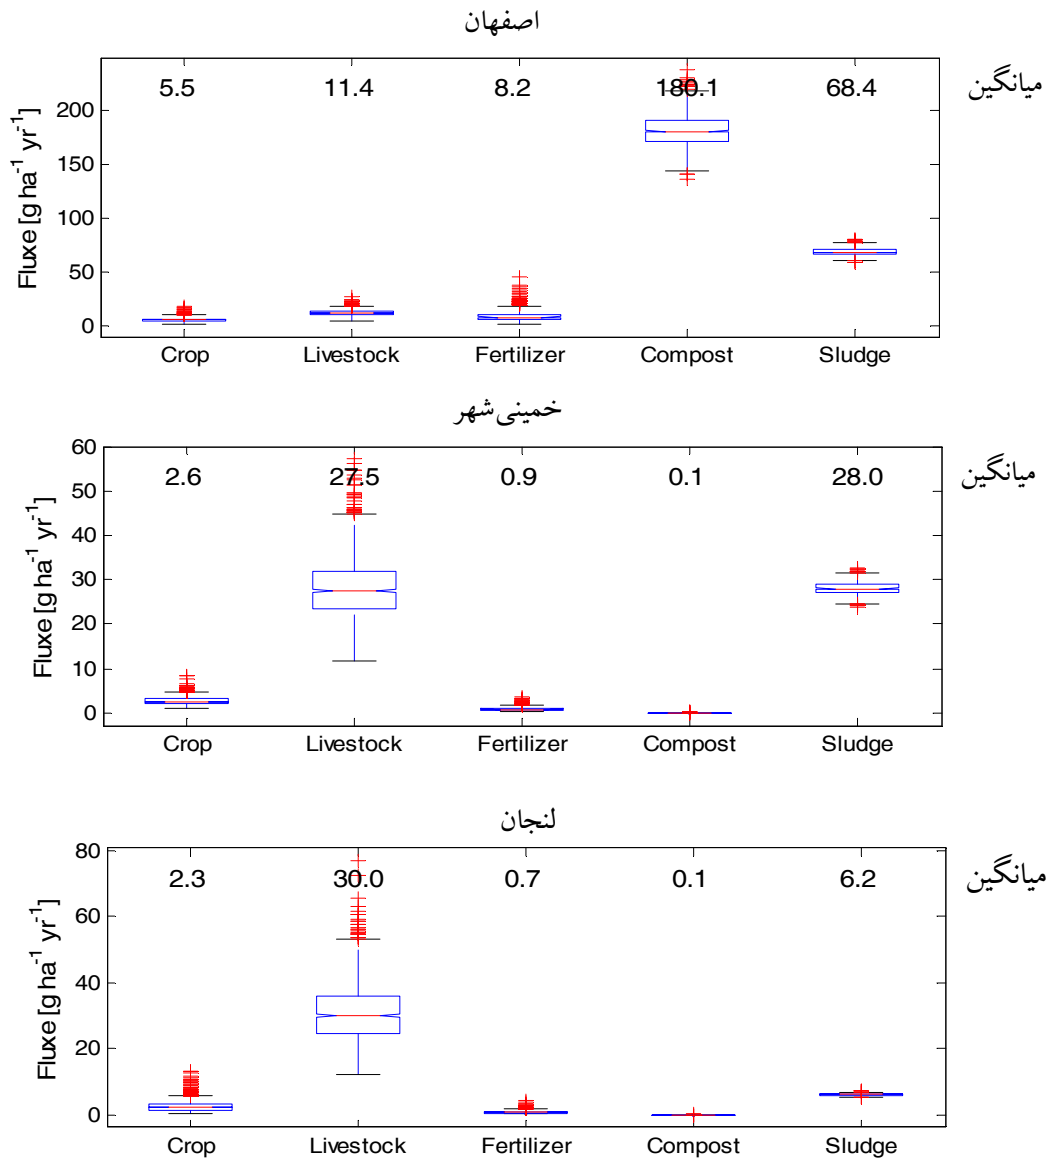 اصفهان
5.5 11.4 8.2 180.1 68.4 میانگین
Fluxe [g ha-1 yr-1]
200
150
100
50
0
Crop Livestock Fertilizer Compost Sludge
خمینی‌شهر
60
2.6 27.5 0.9 0.1 28.0 میانگین
Fluxe [g ha-1 yr-1]
50
40
30
20
10
0
Crop Livestock Fertilizer Compost Sludge
لنجان
80
2.3 30.0 0.7 0.1 6.2 میانگین
Fluxe [g ha-1 yr-1]
60
40
20
0
Crop Livestock Fertilizer Compost Sludge